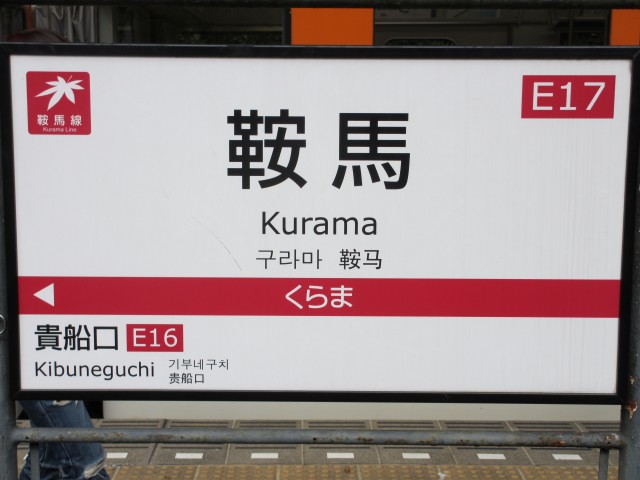 鞍馬線
Kurama Line
E17
鞍馬
Kurama
구라마 鞍马
くらま
貴船口 E16
Kibuneguchi
기부네구치
贵船口